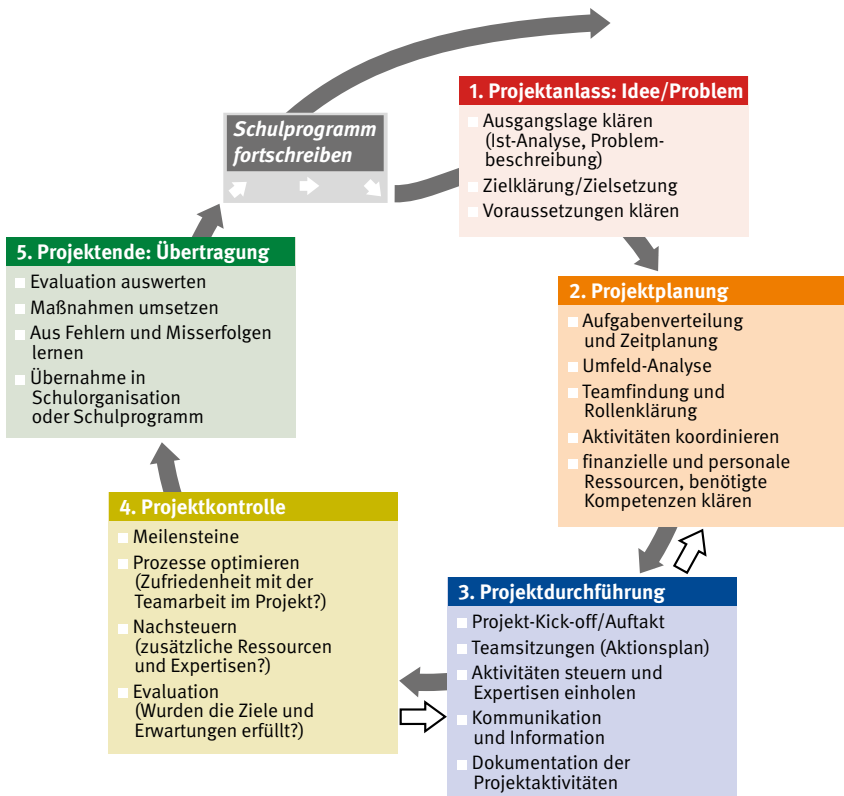 Schulprogramm
fortschreiben
1. Projektanlass: Idee/Problem
Ausgangslage klären
(Ist-Analyse, Problem-
beschreibung)
Zielklärung/Zielsetzung
Voraussetzungen klären
2. Projektplanung
Aufgabenverteilung
und Zeitplanung
Umfeld-Analyse
Teamfindung und
Rollenklärung
Aktivitäten koordinieren
finanzielle und personale
Ressourcen, benötigte
Kompetenzen klären
3. Projektdurchführung
Projekt-Kick-off/Auftakt
Teamsitzungen (Aktionsplan)
Aktivitäten steuern und
Expertisen einholen
Kommunikation
und Information
Dokumentation der
Projektaktivitäten
4. Projektkontrolle
Meilensteine
Prozesse optimieren
(Zufriedenheit mit der
Teamarbeit im Projekt?)
Nachsteuern
(zusätzliche Ressourcen
und Expertisen?)
Evaluation
(Wurden die Ziele und
Erwartungen erfüllt?)
5. Projektende: Übertragung
Evaluation auswerten
Maßnahmen umsetzen
Aus Fehlern und Misserfolgen
lernen
Übernahme in
Schulorganisation
oder Schulprogramm